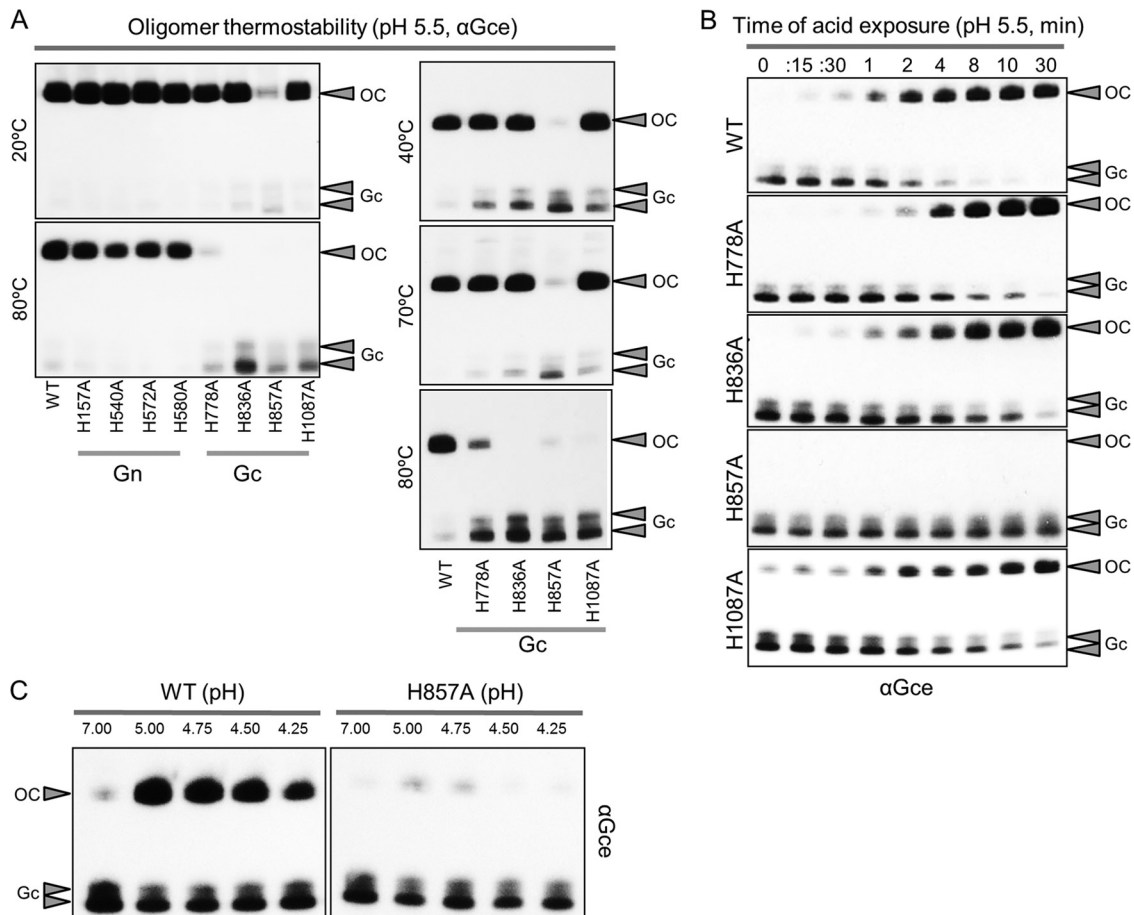 A
Oligomer thermostability (pH 5.5, αGce)
20ºC
OC
Gc
80ºC
OC
Gc
WT
H157A
H540A
H572A
H580A
H778A
H836A
H857A
H1087A
Gn
Gc
40ºC
OC
Gc
70ºC
OC
Gc
80ºC
OC
Gc
WT
H778A
H836A
H857A
H1087A
Gc
B
Time of acid exposure (pH 5.5, min)
0 :15 :30 1 2 4 8 10 30
WT
OC
Gc
H778A
OC
Gc
H836A
OC
Gc
H857A
OC
Gc
H1087A
OC
Gc
αGce
C
WT (pH) H857A (pH)
7.00 5.00 4.75 4.50 4.25 7.00 5.00 4.75 4.50 4.25
OC
Gc
αGce